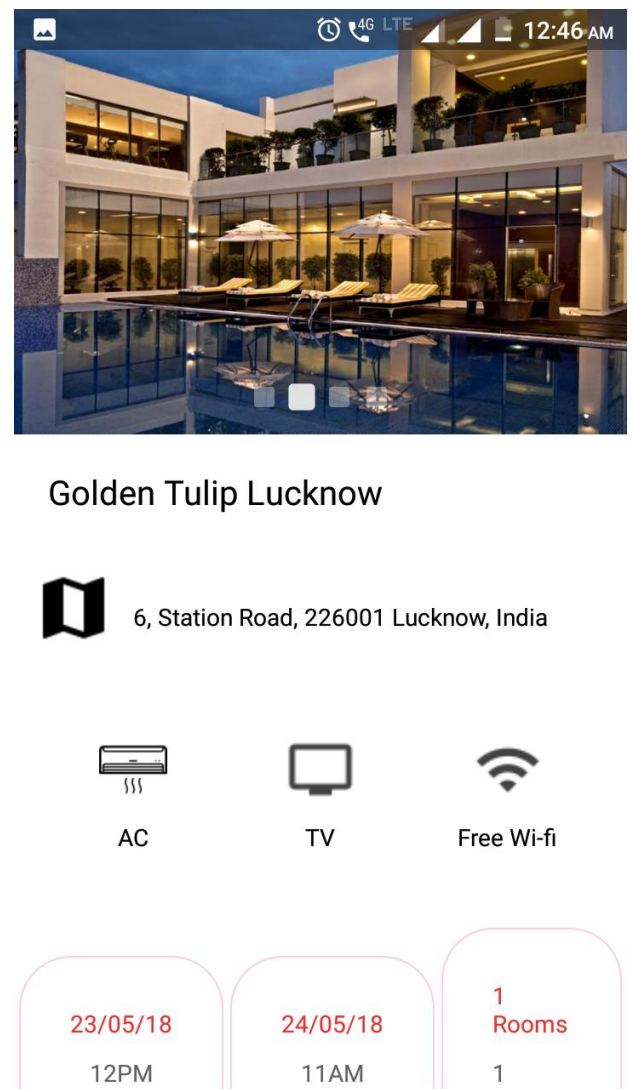 4G LTE 12:46 AM
Golden Tulip Lucknow
6, Station Road, 226001 Lucknow, India
AC TV Free Wi-fi
23/05/18 24/05/18 1
Rooms
12PM 11AM 1